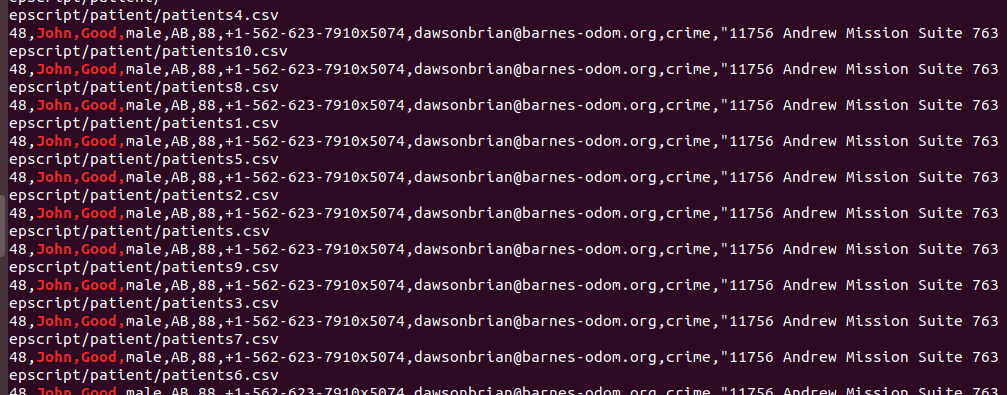 epscript/patient/
epscript/patient/patients4.csv
48,John,Good,male,AB,88,+1-562-623-7910x5074,dawsonbrian@barnes-odom.org,crime,"11756 Andrew Mission Suite 763
epscript/patient/patients10.csv
48,John,Good,male,AB,88,+1-562-623-7910x5074,dawsonbrian@barnes-odom.org,crime,"11756 Andrew Mission Suite 763
epscript/patient/patients8.csv
48,John,Good,male,AB,88,+1-562-623-7910x5074,dawsonbrian@barnes-odom.org,crime,"11756 Andrew Mission Suite 763
epscript/patient/patients1.csv
48,John,Good,male,AB,88,+1-562-623-7910x5074,dawsonbrian@barnes-odom.org,crime,"11756 Andrew Mission Suite 763
epscript/patient/patients5.csv
48,John,Good,male,AB,88,+1-562-623-7910x5074,dawsonbrian@barnes-odom.org,crime,"11756 Andrew Mission Suite 763
epscript/patient/patients2.csv
48,John,Good,male,AB,88,+1-562-623-7910x5074,dawsonbrian@barnes-odom.org,crime,"11756 Andrew Mission Suite 763
epscript/patient/patients.csv
48,John,Good,male,AB,88,+1-562-623-7910x5074,dawsonbrian@barnes-odom.org,crime,"11756 Andrew Mission Suite 763
epscript/patient/patients9.csv
48,John,Good,male,AB,88,+1-562-623-7910x5074,dawsonbrian@barnes-odom.org,crime,"11756 Andrew Mission Suite 763
epscript/patient/patients3.csv
48,John,Good,male,AB,88,+1-562-623-7910x5074,dawsonbrian@barnes-odom.org,crime,"11756 Andrew Mission Suite 763
epscript/patient/patients7.csv
48,John,Good,male,AB,88,+1-562-623-7910x5074,dawsonbrian@barnes-odom.org,crime,"11756 Andrew Mission Suite 763
epscript/patient/patients6.csv
48,John,Good,male,AB,88,+1-562-623-7910x5074,dawsonbrian@barnes-odom.org,crime,"11756 Andrew Mission Suite 763